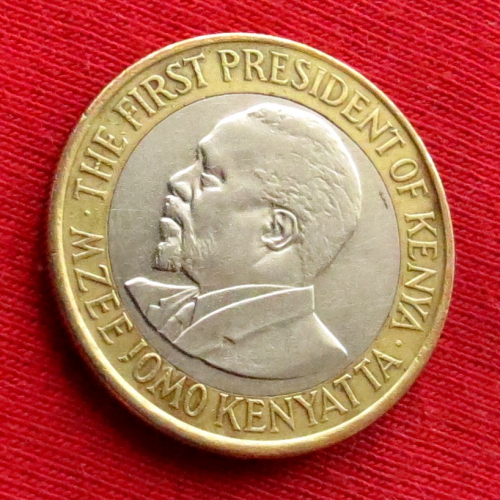 MZEE JOMO KENYATTA · THE FIRST PRESIDENT OF KENYA ·